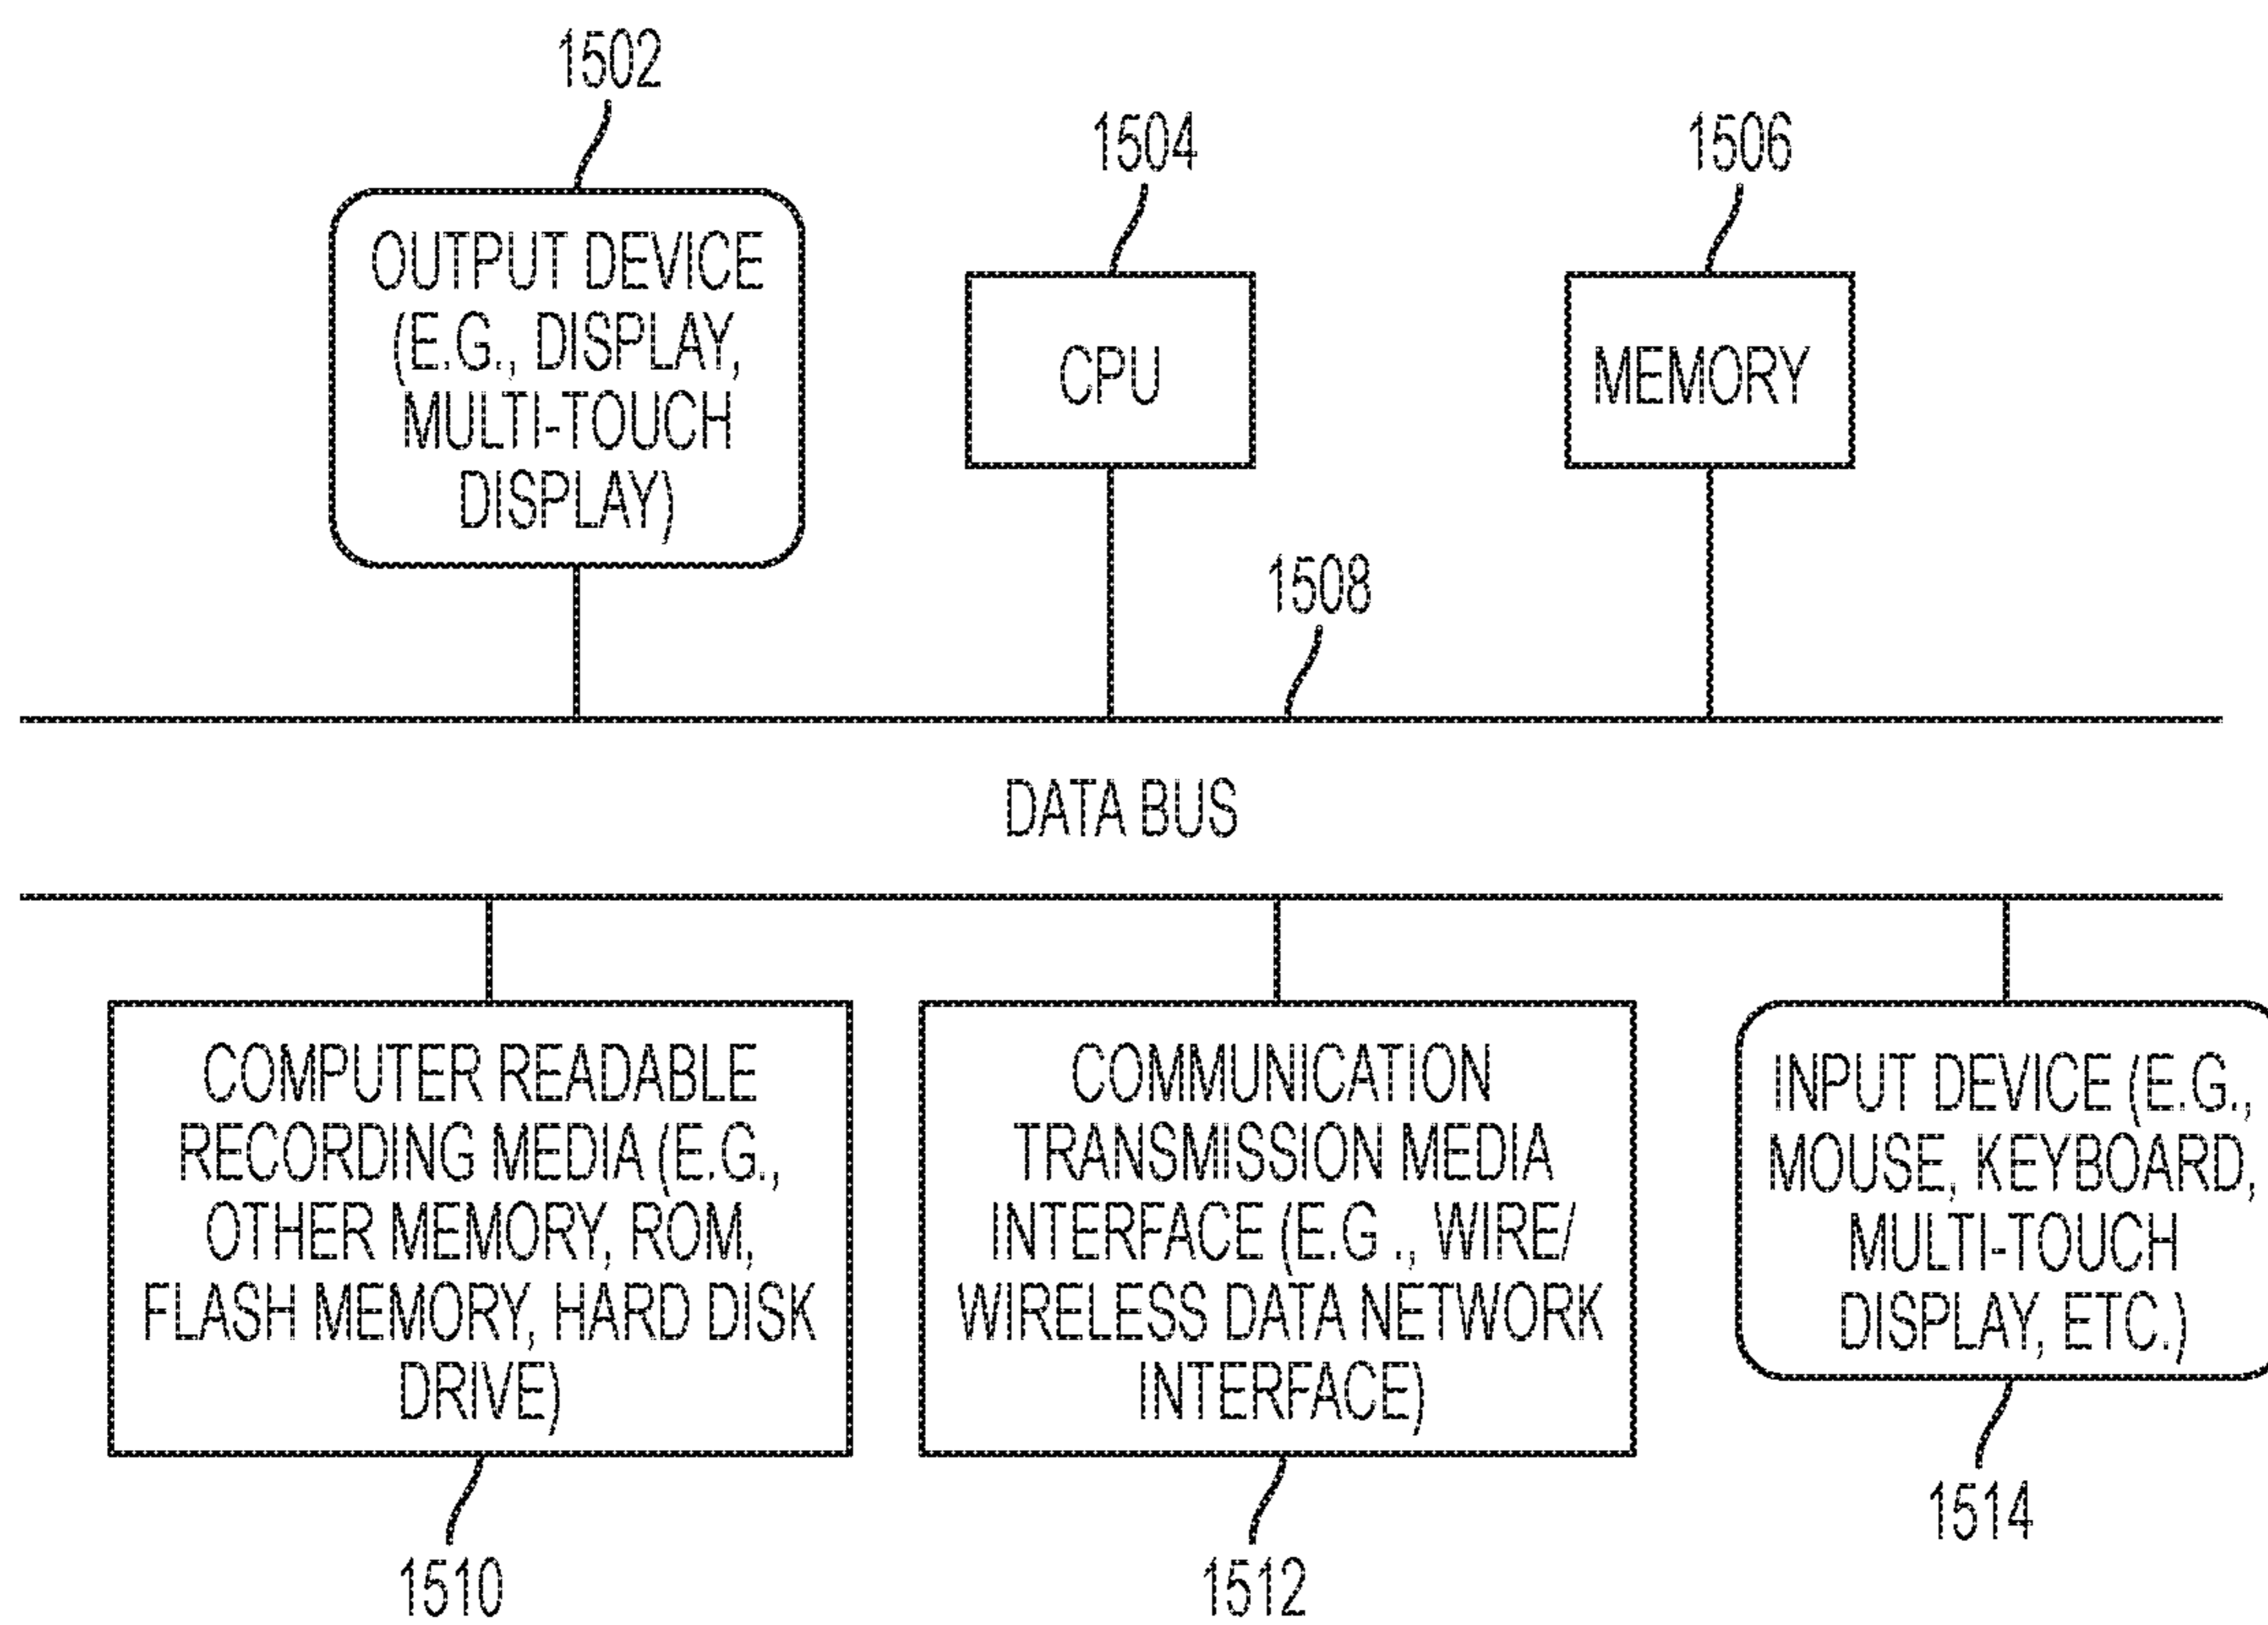 1502
OUTPUT DEVICE
(E.G., DISPLAY,
MULTI-TOUCH
DISPLAY)
1504
CPU
1506
MEMORY
1508
DATA BUS
COMPUTER READABLE
RECORDING MEDIA (E.G.,
OTHER MEMORY, ROM,
FLASH MEMORY, HARD DISK
DRIVE)
1510
COMMUNICATION
TRANSMISSION MEDIA
INTERFACE (E.G ., WIRE/
WIRELESS DATA NETWORK
INTERFACE)
1512
INPUT DEVICE (E.G.,
MOUSE, KEYBOARD,
MULTI-TOUCH
DISPLAY, ETC.)
1514